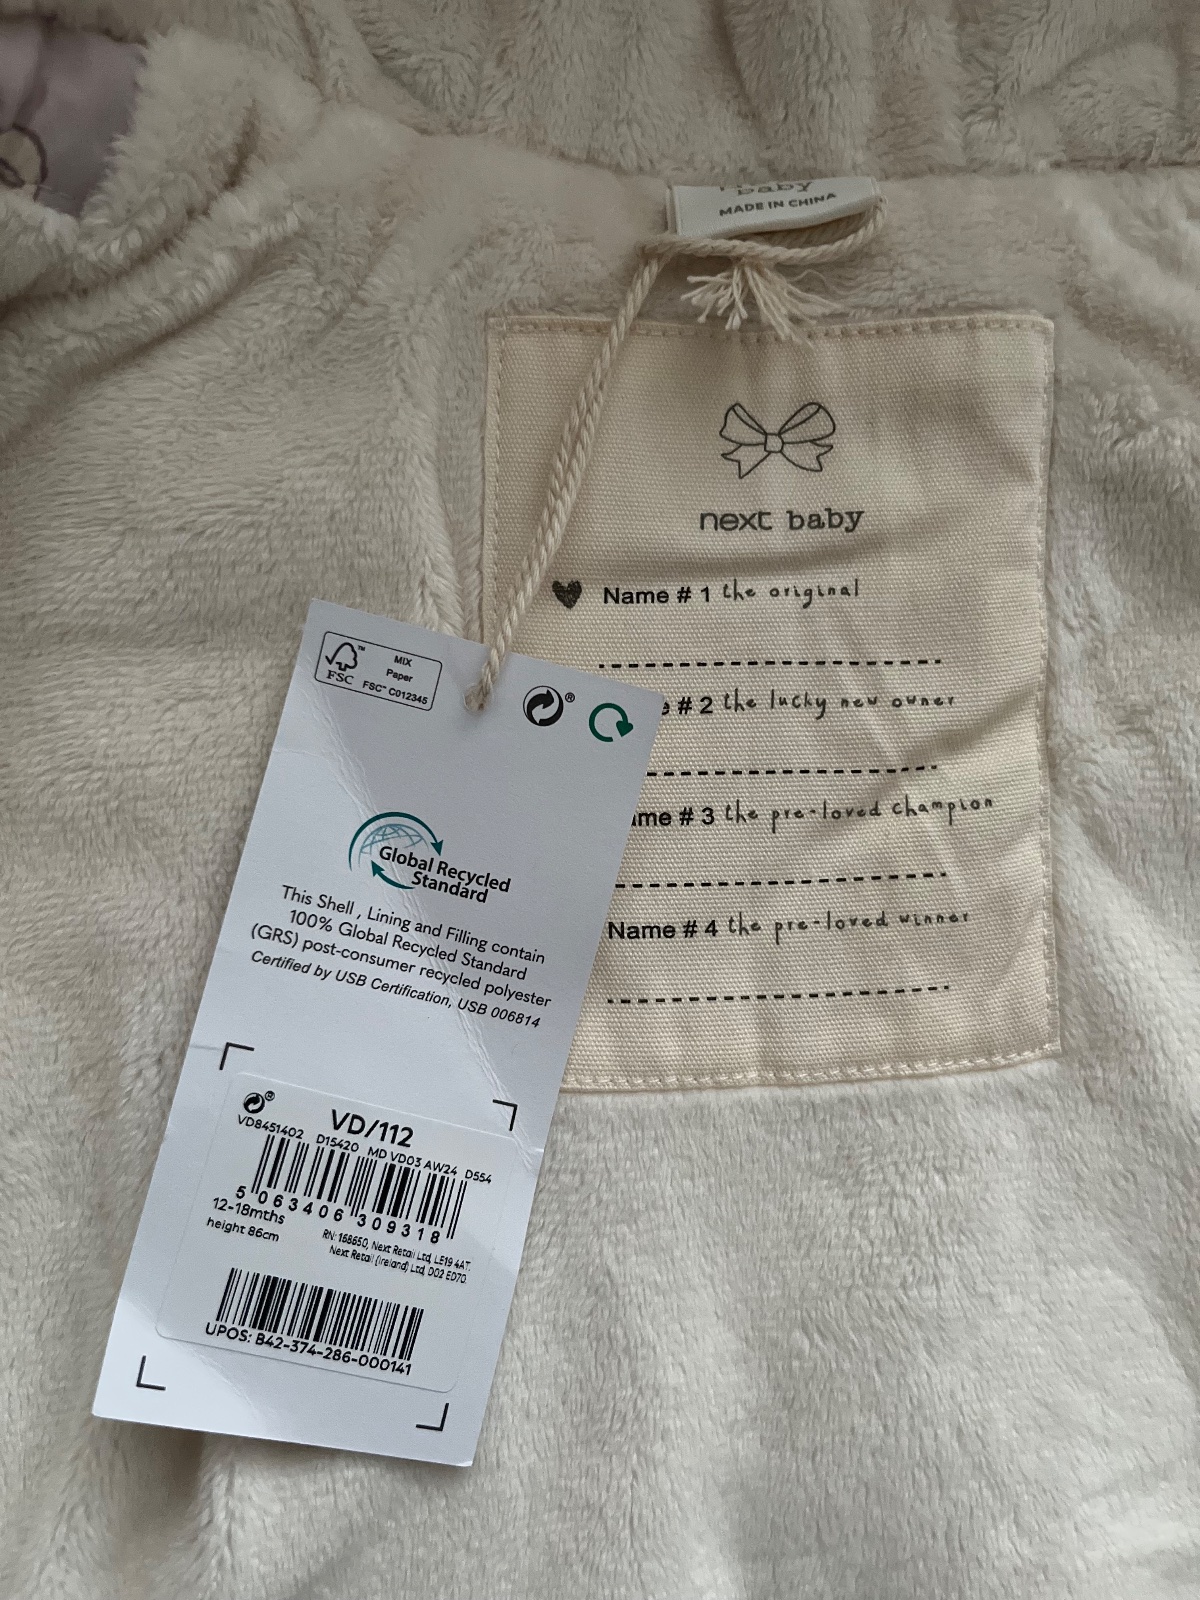 baby
MADE IN CHINA
next baby
Name # 1 the original
# 2 the lucky new owner
# 3 the pre-loved champion
Name # 4 the pre-loved winner
FSC™
MIX
Paper
FSC™ C012345
®
Global Recycled
Standard
This Shell , Lining and Filling contain
100% Global Recycled Standard
(GRS) post-consumer recycled polyester
Certified by USB Certification, USB 006814
® VD/112
VD8451402 D15420 MD VD03 AW24 D554
5 063406 309318
12-18mths
height 86cm
RN: 168650, Next Retail Ltd, LE19 4AT.
Next Retail (Ireland) Ltd, D02 ED70.
UPOS: B42-374-286-000141